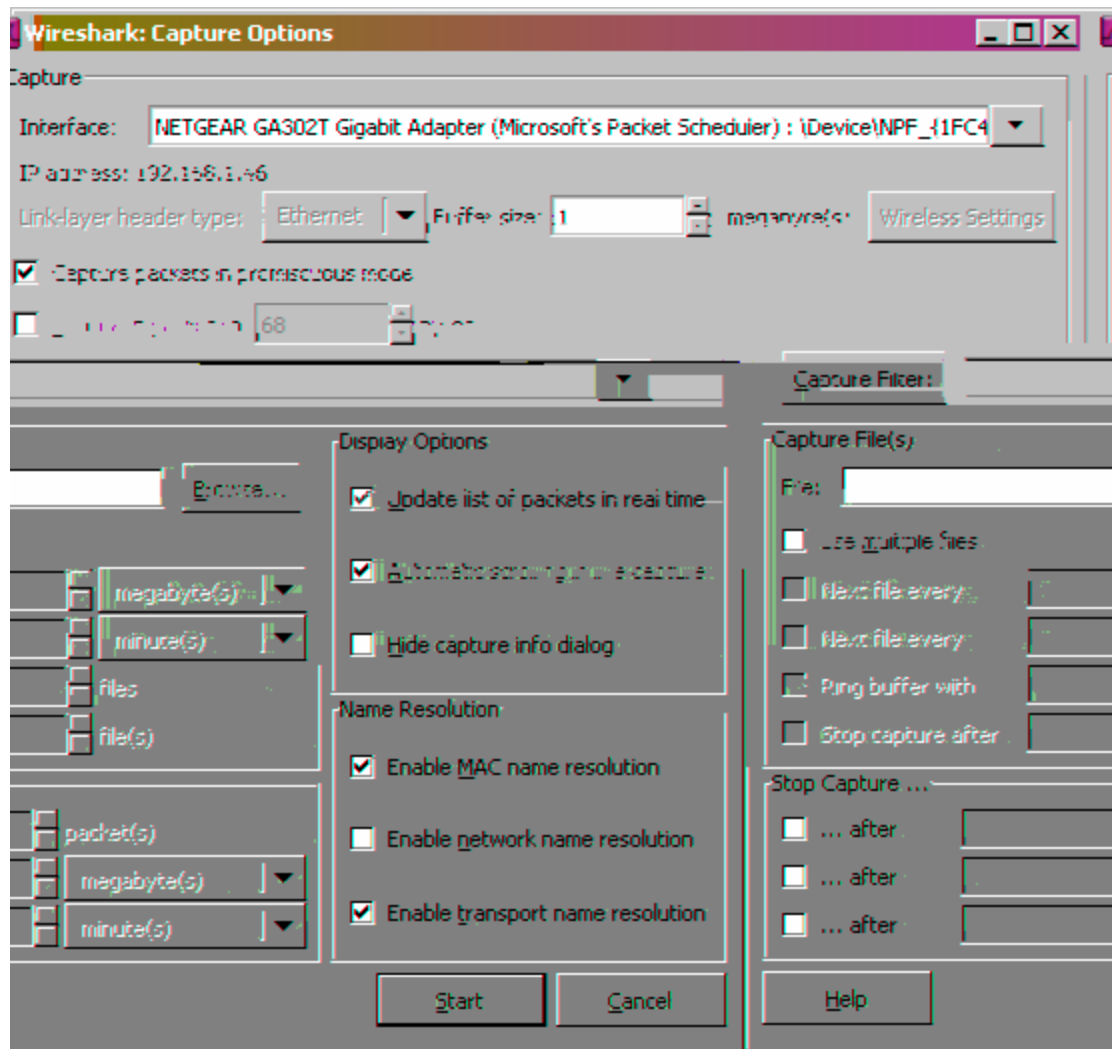 Wireshark: Capture Options
Capture
Interface: NETGEAR GA302T Gigabit Adapter (Microsoft's Packet Scheduler) : \Device\NPF_{1FC4
IP address: 192.168.1.46
Link-layer header type: Ethernet Buffer size: 1 megabyte(s) Wireless Settings
Capture packets in promiscuous mode
68
Capture Filter:
Display Options
Capture File(s)
Browse...
Update list of packets in real time
File:
Use multiple files
megabyte(s)
Next file every
minute(s)
Hide capture info dialog
Next file every
files
Ring buffer with
Name Resolution
file(s)
Stop capture after
Enable MAC name resolution
Stop Capture ...
packet(s)
Enable network name resolution
... after
megabyte(s)
... after
minute(s)
Enable transport name resolution
... after
Start Cancel Help